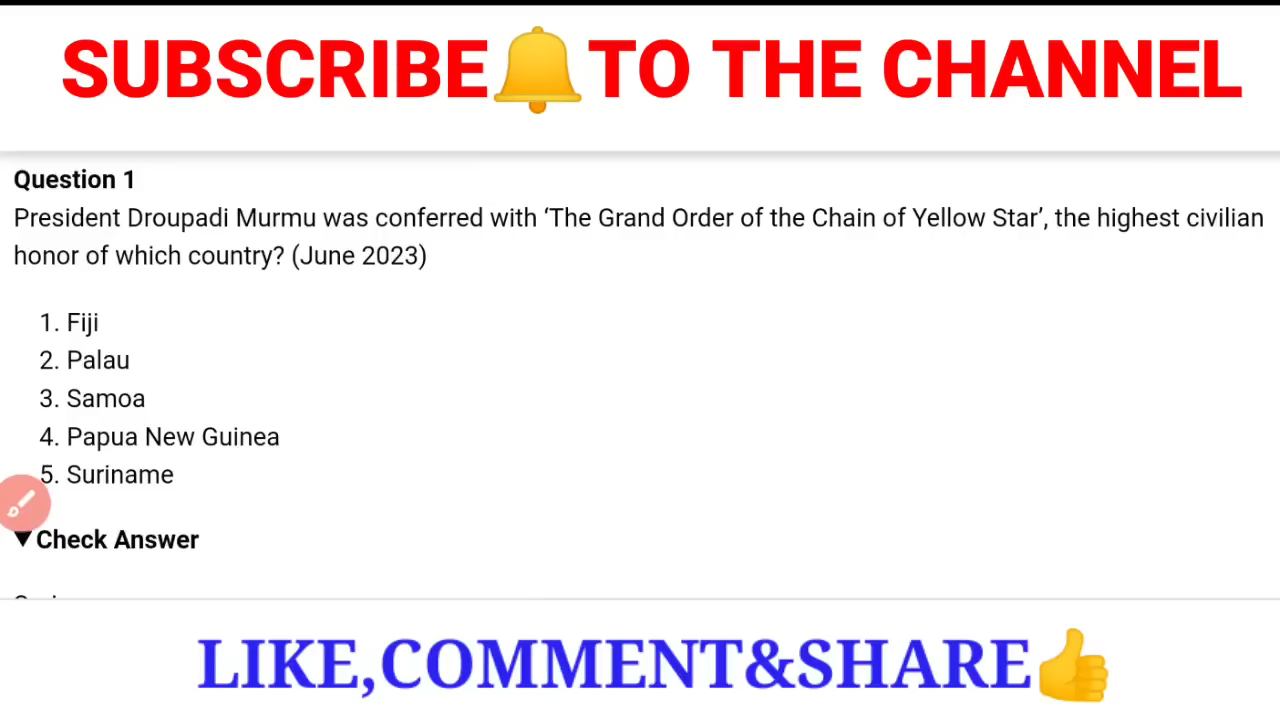 SUBSCRIBE🔔TO THE CHANNEL
Question 1
President Droupadi Murmu was conferred with ‘The Grand Order of the Chain of Yellow Star’, the highest civilian
honor of which country? (June 2023)
1. Fiji
2. Palau
3. Samoa
4. Papua New Guinea
5. Suriname
▼Check Answer
LIKE,COMMENT&SHARE👍